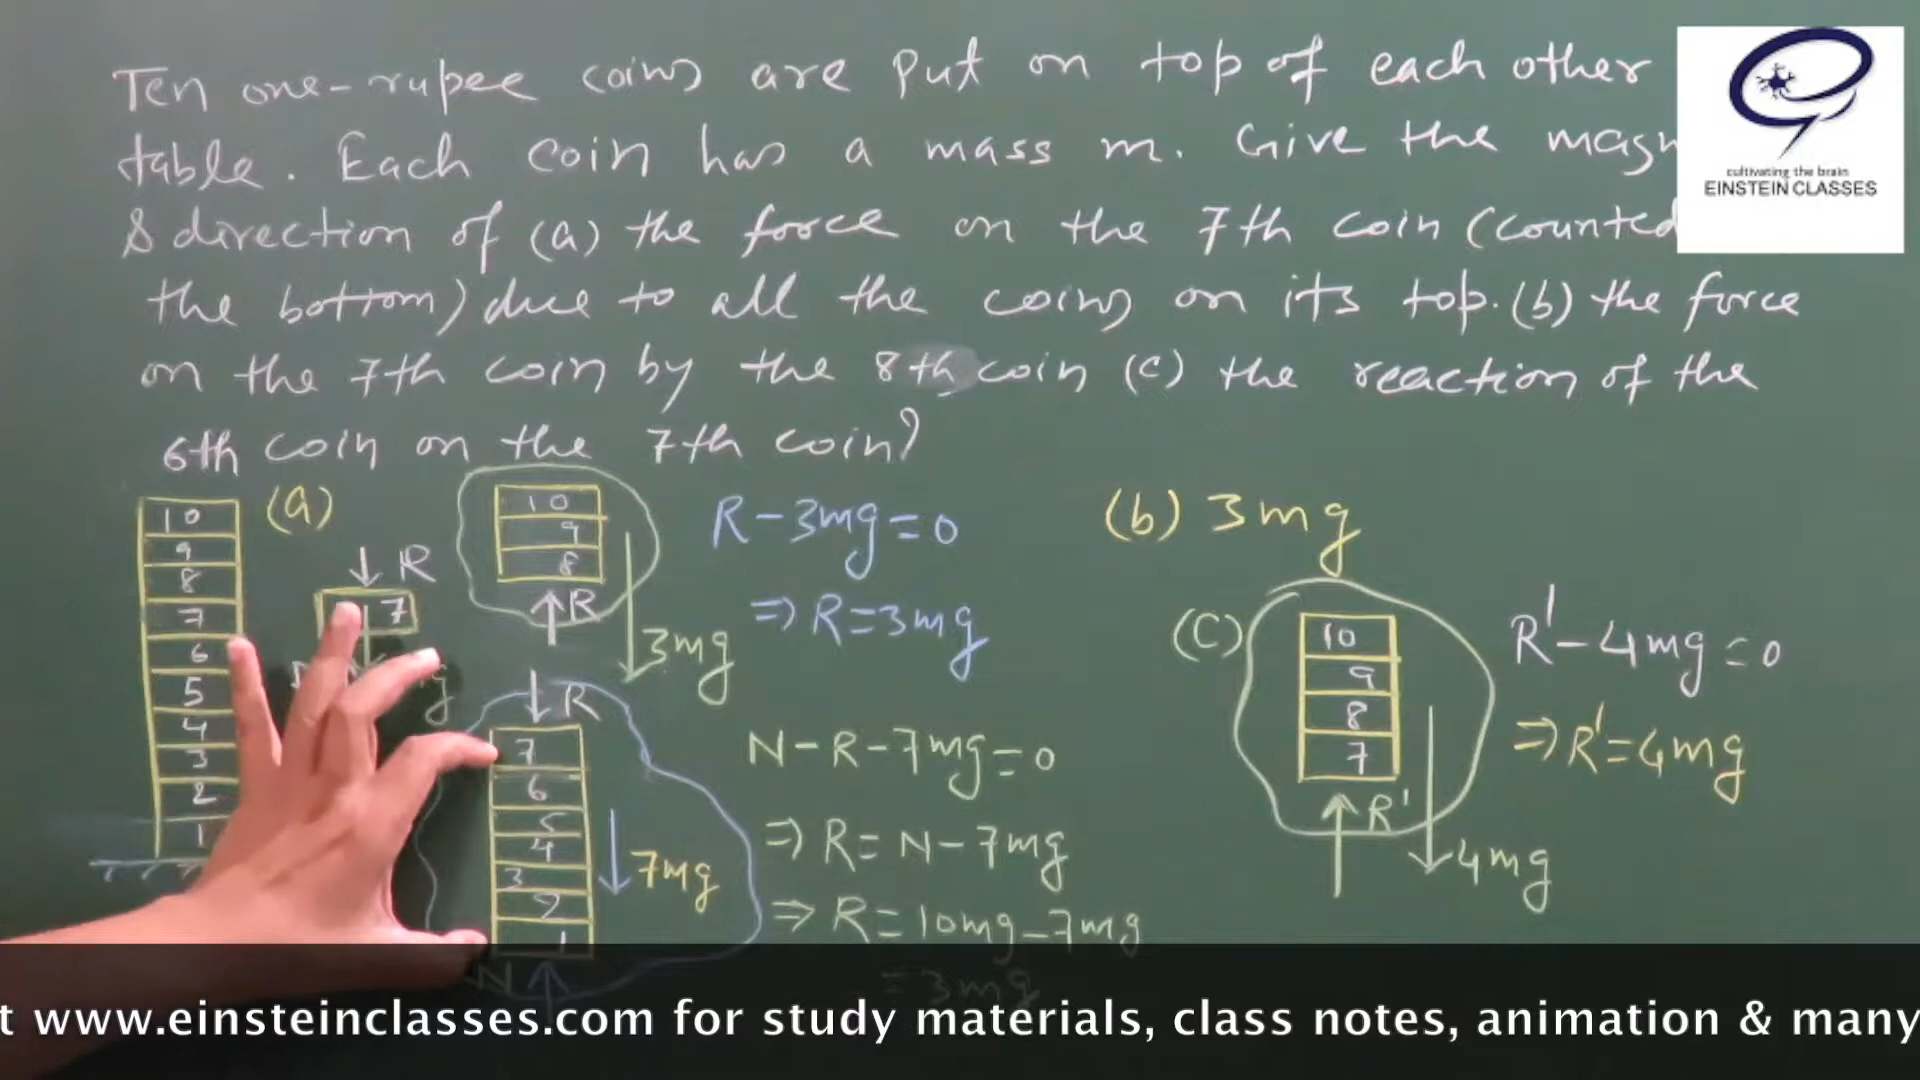 Ten one-rupee coins are put on top of each other
table. Each coin has a mass m. Give the magn
& direction of (a) the force on the 7th coin (counted
the bottom) due to all the coins on its top. (b) the force
on the 7th coin by the 8th coin (c) the reaction of the
6th coin on the 7th coin?
cultivating the brain
EINSTEIN CLASSES
10
9
8
7
6
5
4
3
2
1
(a)
R
7
g
10
9
8
R
3mg
R
7
6
5
4
3
2
1
N
7mg
R - 3mg = 0
⇒ R = 3mg
N - R - 7mg = 0
⇒ R = N - 7mg
⇒ R = 10mg - 7mg
= 3mg
(b) 3mg
(C)
10
9
8
7
R'
4mg
R' - 4mg = 0
⇒ R' = 4mg
t www.einsteinclasses.com for study materials, class notes, animation & many